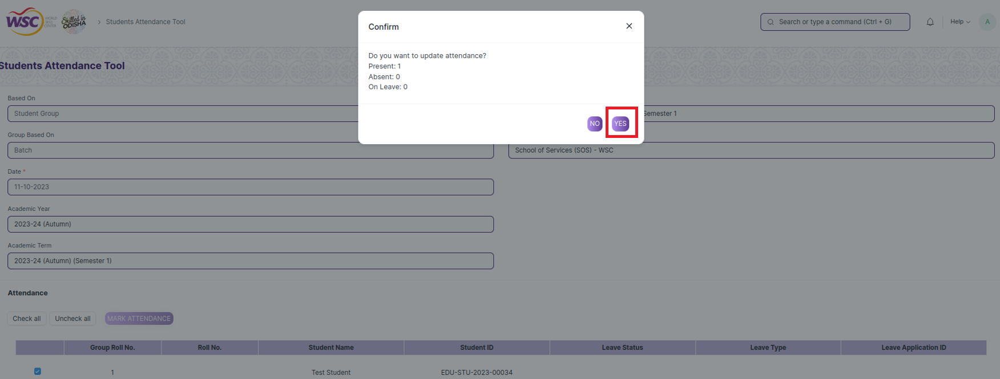 WSC WORLD SKILL CENTER Skilled in ODISHA > Students Attendance Tool
Search or type a command (Ctrl + G)
Help
A
Confirm
Do you want to update attendance?
Present: 1
Absent: 0
On Leave: 0
NO YES
Students Attendance Tool
Based On
Student Group
Semester 1
Group Based On
Batch
School of Services (SOS) - WSC
Date *
11-10-2023
Academic Year
2023-24 (Autumn)
Academic Term
2023-24 (Autumn) (Semester 1)
Attendance
Check all Uncheck all MARK ATTENDANCE
Group Roll No. Roll No. Student Name Student ID Leave Status Leave Type Leave Application ID
1 Test Student EDU-STU-2023-00034